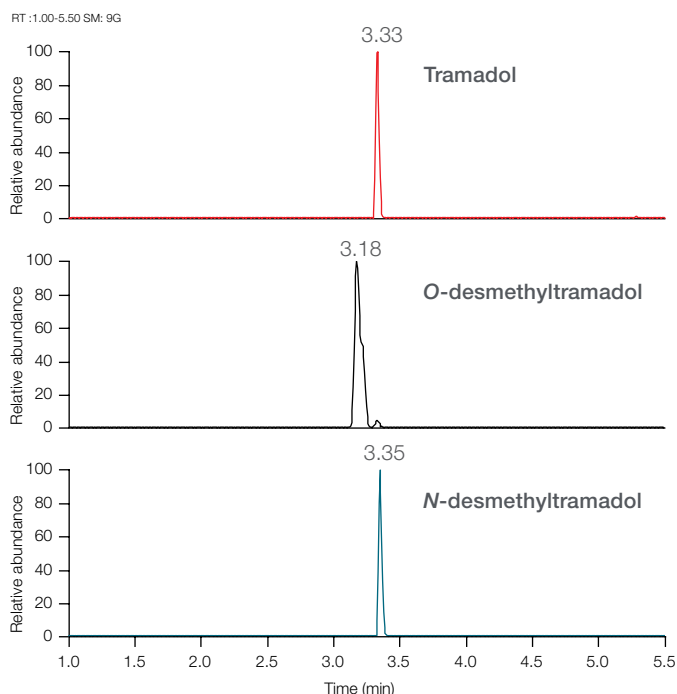 RT :1.00-5.50 SM: 9G
3.33
Tramadol
Relative abundance
100
80
60
40
20
0
3.18
O-desmethyltramadol
Relative abundance
100
80
60
40
20
0
3.35
N-desmethyltramadol
Relative abundance
100
80
60
40
20
0
1.0 1.5 2.0 2.5 3.0 3.5 4.0 4.5 5.0 5.5
Time (min)